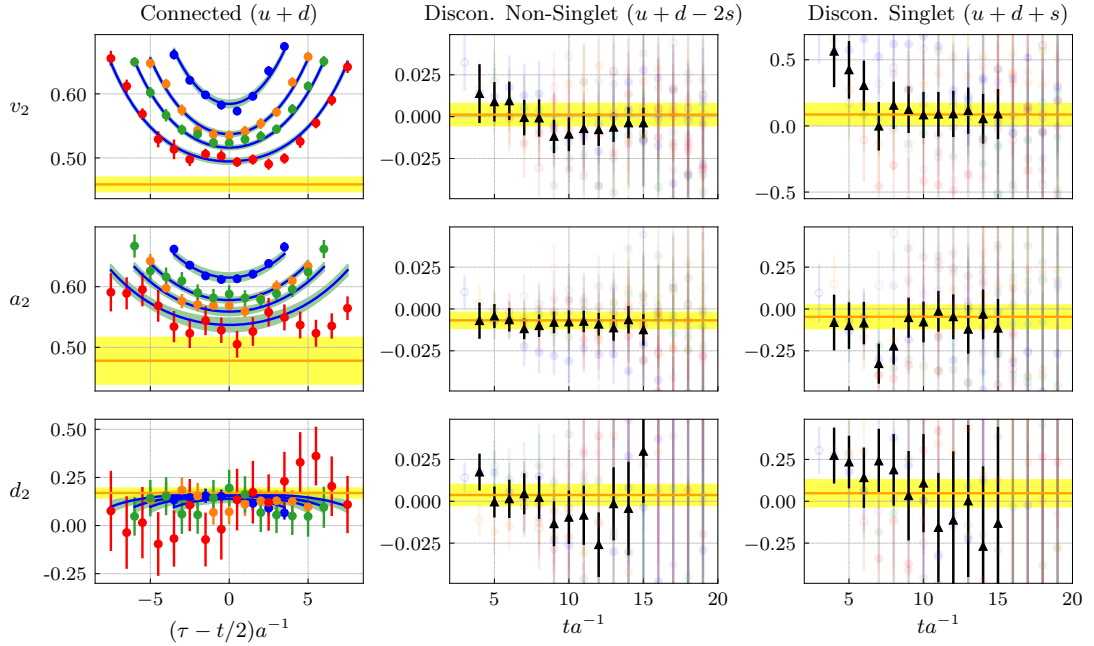 Connected (u + d)
Discon. Non-Singlet (u + d − 2s)
Discon. Singlet (u + d + s)
v₂
0.60
0.50
0.025
0.000
−0.025
0.5
0.0
−0.5
a₂
0.60
0.50
0.025
0.000
−0.025
0.25
0.00
−0.25
d₂
0.50
0.25
0.00
-0.25
0.025
0.000
−0.025
0.25
0.00
−0.25
−5 0 5
5 10 15 20
5 10 15 20
(τ − t/2)a⁻¹
ta⁻¹
ta⁻¹